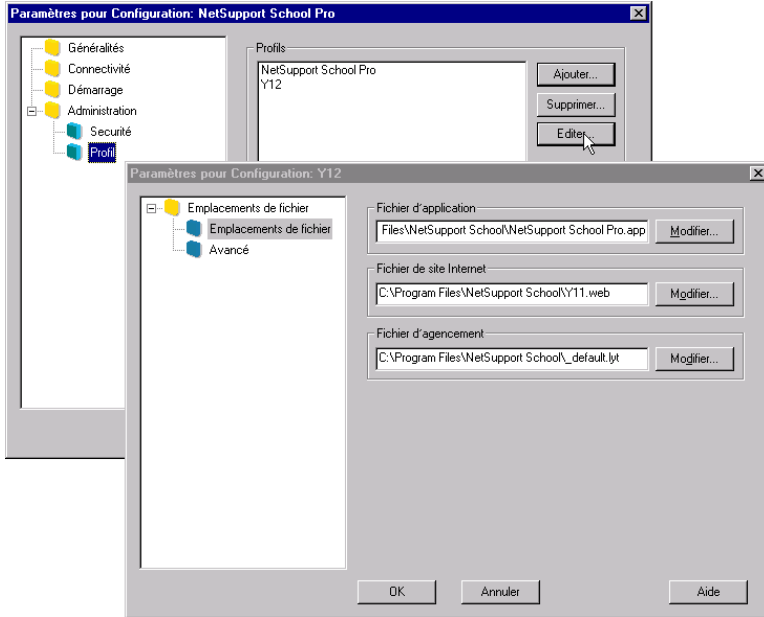 Paramètres pour Configuration: NetSupport School Pro
Généralités
Connectivité
Démarrage
Administration
Securité
Profil
Profils
NetSupport School Pro
Y12
Ajouter...
Supprimer...
Editer...
Paramètres pour Configuration: Y12
Emplacements de fichier
Emplacements de fichier
Avancé
Fichier d'application
Files\NetSupport School\NetSupport School Pro.app
Modifier...
Fichier de site Internet
C:\Program Files\NetSupport School\Y11.web
Modifier...
Fichier d'agencement
C:\Program Files\NetSupport School\_default.lyt
Modifier...
OK
Annuler
Aide